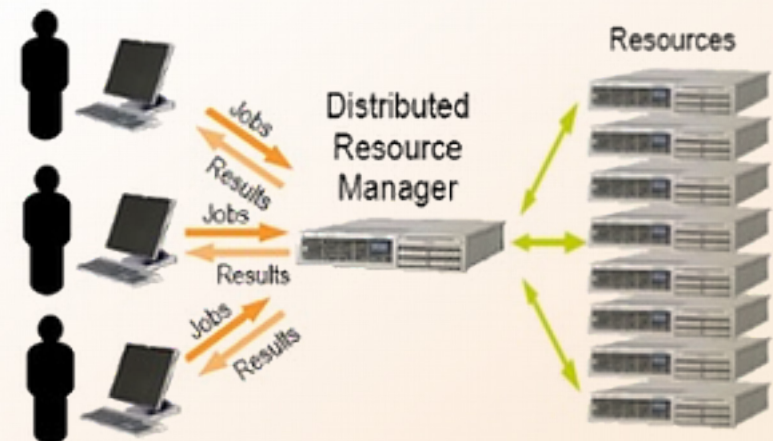 Resources
Jobs
Distributed
Resource
Manager
Results
Jobs
Results
Jobs
Results